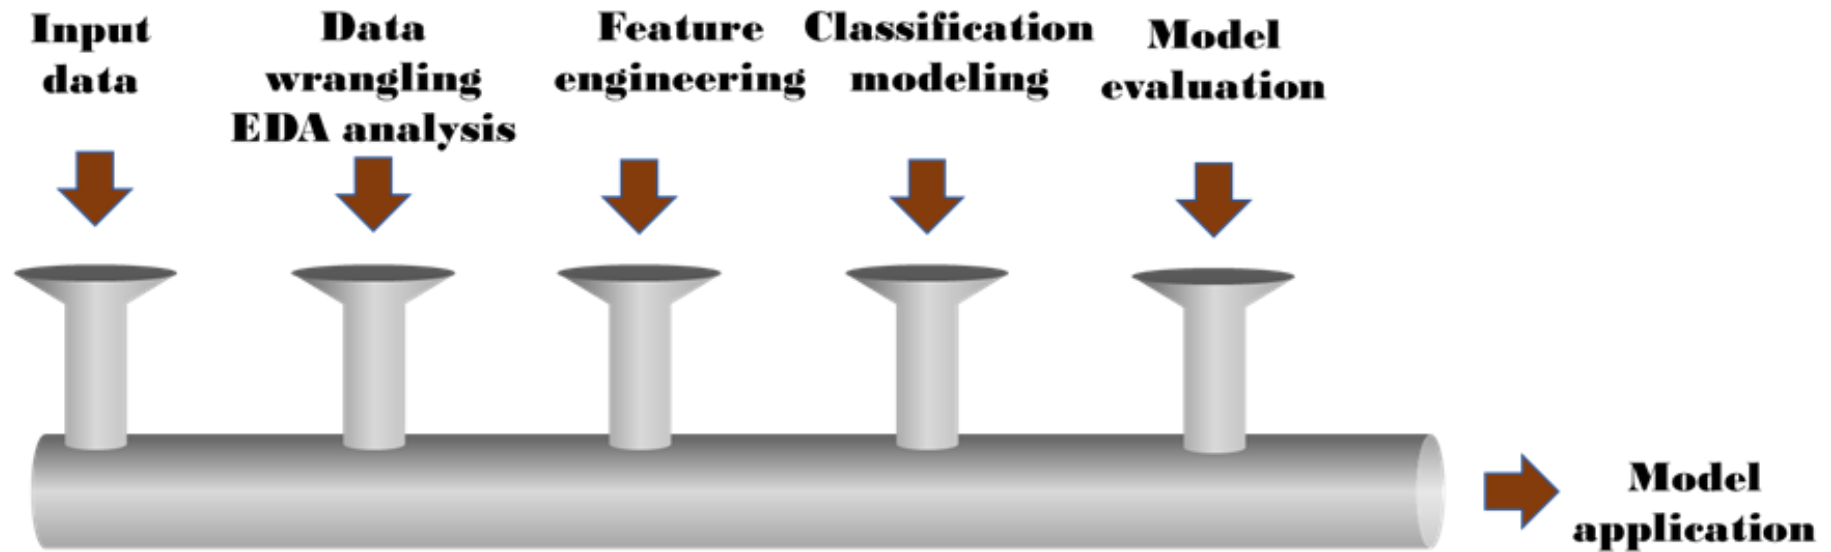 Input
data
Data
wrangling
EDA analysis
Feature
engineering
Classification
modeling
Model
evaluation
Model
application